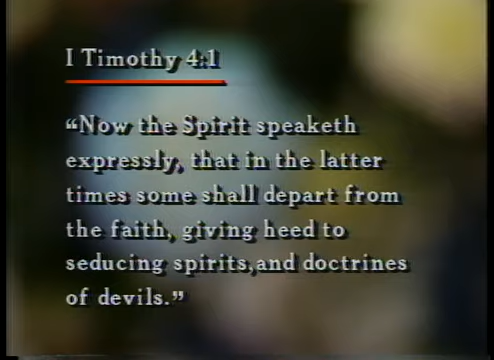 I Timothy 4:1
“Now the Spirit speaketh
expressly, that in the latter
times some shall depart from
the faith, giving heed to
seducing spirits,and doctrines
of devils.”